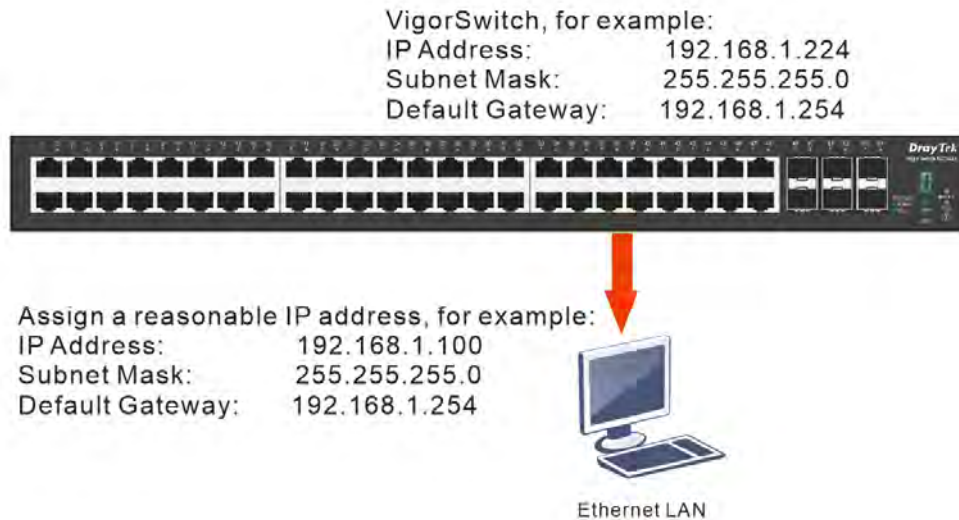 VigorSwitch, for example:
IP Address: 192.168.1.224
Subnet Mask: 255.255.255.0
Default Gateway: 192.168.1.254
DrayTek
Assign a reasonable IP address, for example:
IP Address: 192.168.1.100
Subnet Mask: 255.255.255.0
Default Gateway: 192.168.1.254
Ethernet LAN